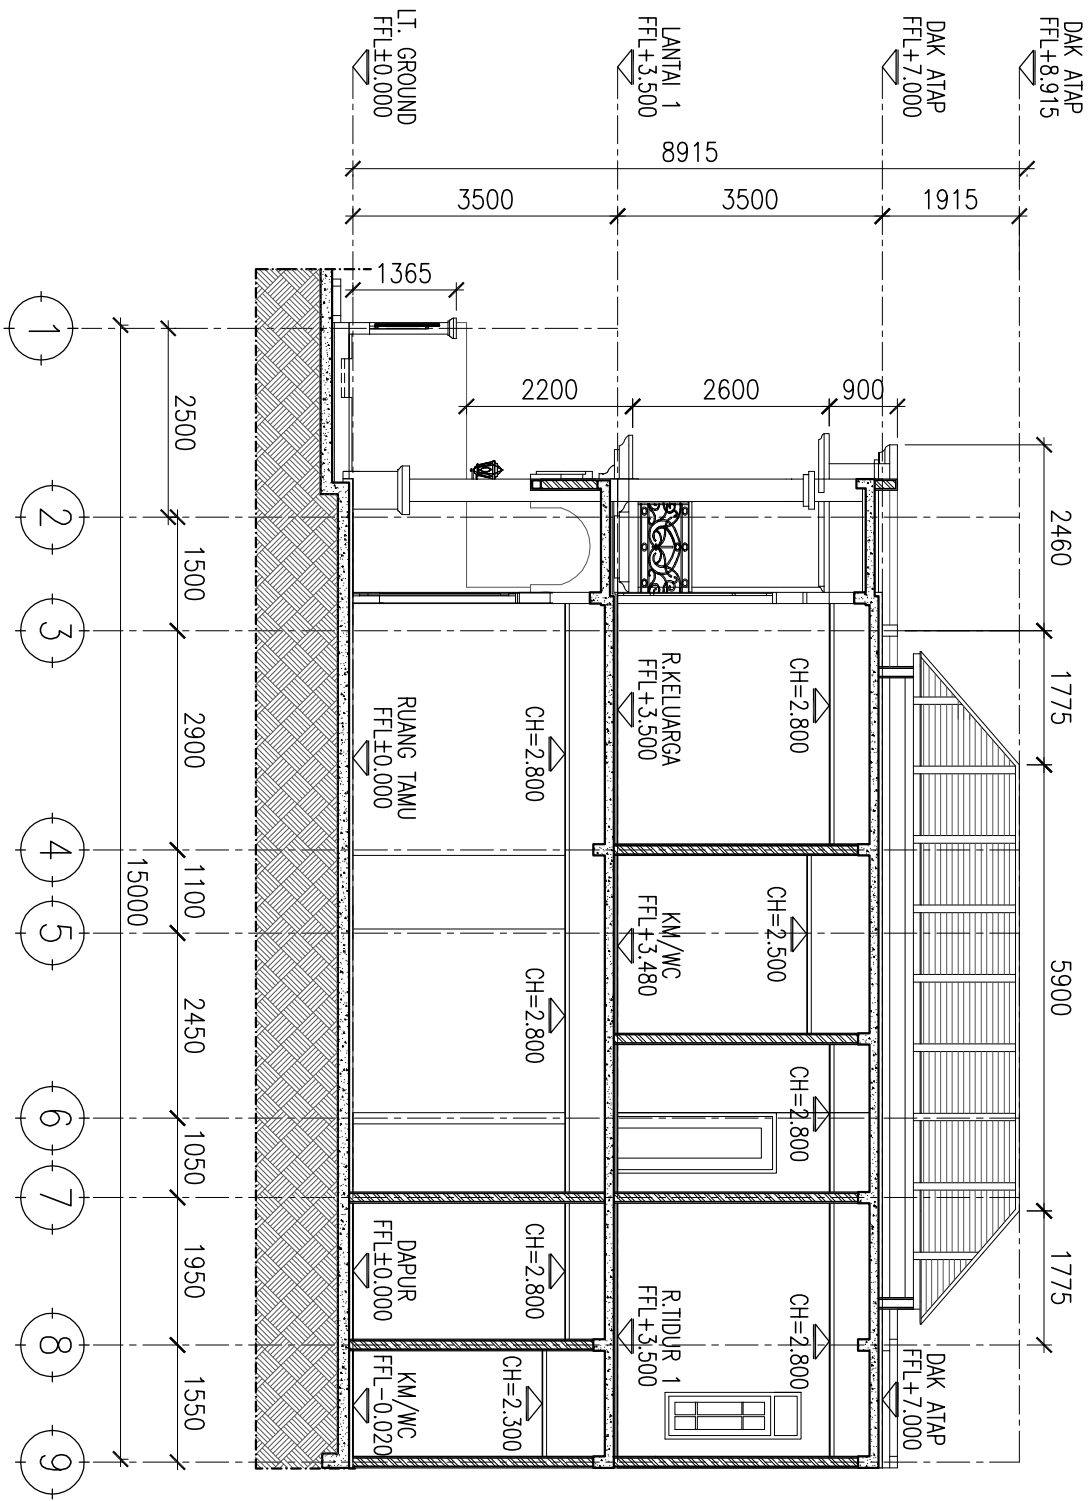 DAK ATAP
FFL+8.915
DAK ATAP
FFL+7.000
LANTAI 1
FFL+3.500
LT. GROUND
FFL±0.000
8915
3500
3500
1915
1365
2200
2600
900
2460
1775
5900
1775
DAK ATAP
FFL+7.000
CH=2.800
R.KELUARGA
FFL+3.500
CH=2.500
KM/WC
FFL+3.480
CH=2.800
CH=2.800
R.TIDUR 1
FFL+3.500
CH=2.800
RUANG TAMU
FFL±0.000
CH=2.800
CH=2.800
DAPUR
FFL±0.000
CH=2.300
KM/WC
FFL-0.020
2500
1500
2900
1100
2450
1050
1950
1550
15000
1
2
3
4
5
6
7
8
9